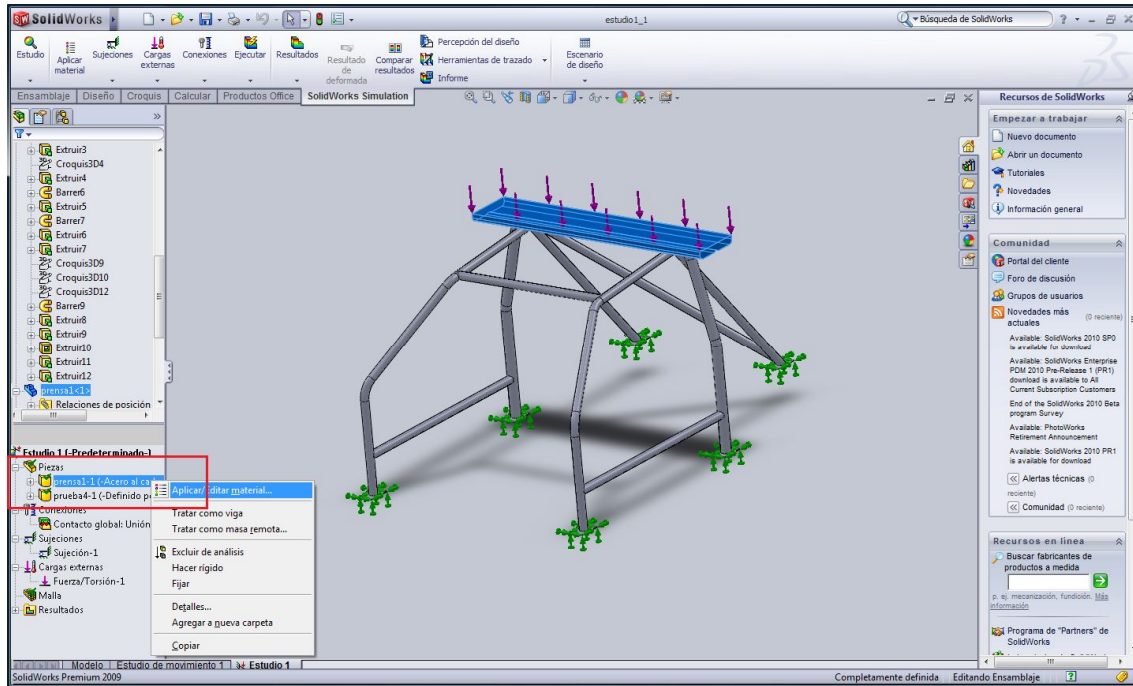 SolidWorks
estudio1_1
Búsqueda de SolidWorks
Estudio
Aplicar material
Sujeciones
Cargas externas
Conexiones
Ejecutar
Resultados
Resultado de deformada
Comparar resultados
Percepción del diseño
Herramientas de trazado
Informe
Escenario de diseño
Ensamblaje
Diseño
Croquis
Calcular
Productos Office
SolidWorks Simulation
Extruir3
Croquis3D4
Extruir4
Barrer6
Extruir5
Barrer7
Extruir6
Extruir7
Croquis3D9
Croquis3D10
Croquis3D12
Barrer9
Extruir8
Extruir9
Extruir10
Extruir11
Extruir12
prensa1<1>
Relaciones de posición
Estudio 1 (-Predeterminado-)
Piezas
prensa1-1 (-Acero al ca
prueba4-1 (-Definido po
Conexiones
Contacto global: Unión
Sujeciones
Sujeción-1
Cargas externas
Fuerza/Torsión-1
Malla
Resultados
Aplicar/Editar material...
Tratar como viga
Tratar como masa remota...
Excluir de análisis
Hacer rígido
Fijar
Detalles...
Agregar a nueva carpeta
Copiar
Modelo
Estudio de movimiento 1
Estudio 1
SolidWorks Premium 2009
Completamente definida
Editando Ensamblaje
Recursos de SolidWorks
Empezar a trabajar
Nuevo documento
Abrir un documento
Tutoriales
Novedades
Información general
Comunidad
Portal del cliente
Foro de discusión
Grupos de usuarios
Novedades más actuales
(0 reciente)
Available: SolidWorks 2010 SP0
is available for download
Available: SolidWorks Enterprise
PDM 2010 Pre-Release 1 (PR1)
download is available to All
Current Subscription Customers
End of the SolidWorks 2010 Beta
program Survey
Available: PhotoWorks
Retirement Announcement
Available: SolidWorks 2010 PR1
is available for download
Alertas técnicas (0
reciente)
Comunidad (0 reciente)
Recursos en línea
Buscar fabricantes de
productos a medida
p. ej. mecanización, fundición. Más
información
Programa de "Partners" de
SolidWorks